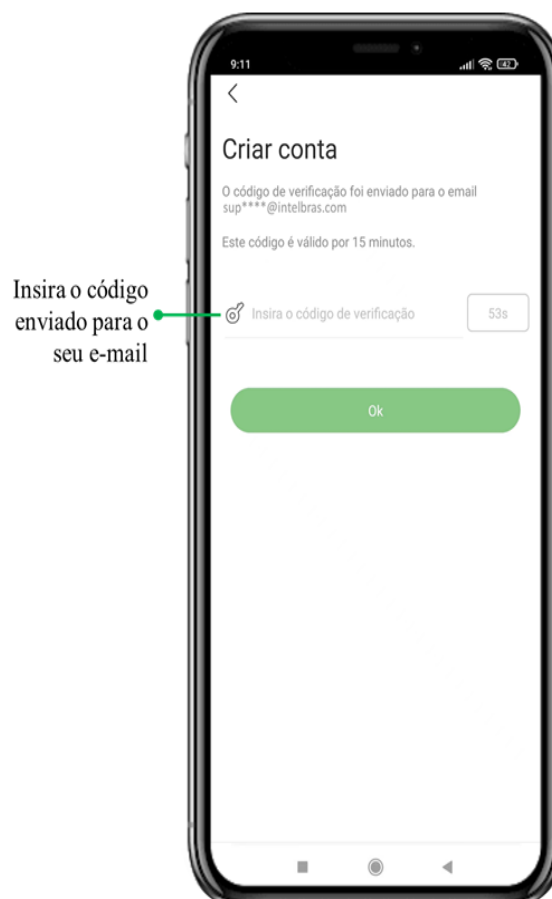 9:11
42
Criar conta
O código de verificação foi enviado para o email
sup****@intelbras.com
Este código é válido por 15 minutos.
Insira o código
enviado para o
seu e-mail
Insira o código de verificação
53s
Ok